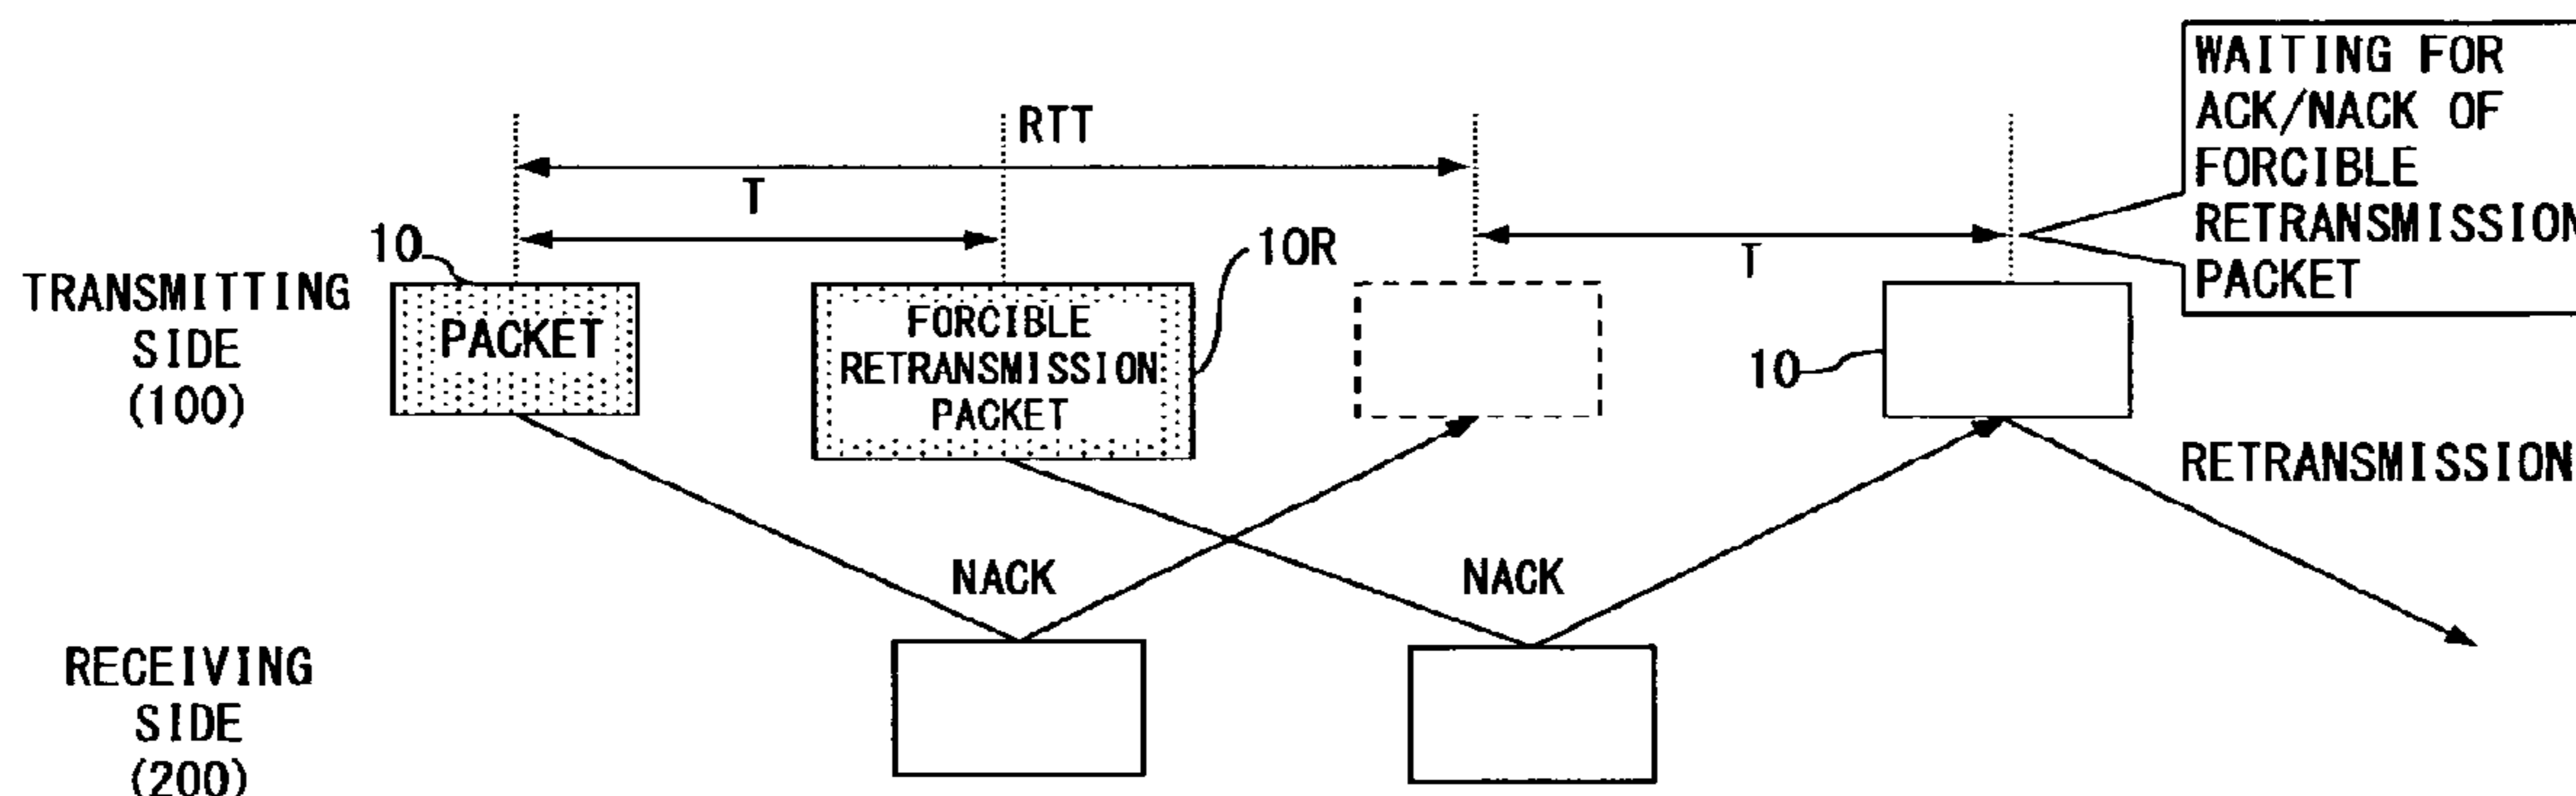 WAITING FOR
ACK/NACK OF
FORCIBLE
RETRANSMISSION
PACKET
RTT
T
T
10
10R
TRANSMITTING
SIDE
(100)
PACKET
FORCIBLE
RETRANSMISSION
PACKET
10
RETRANSMISSION
NACK
NACK
RECEIVING
SIDE
(200)